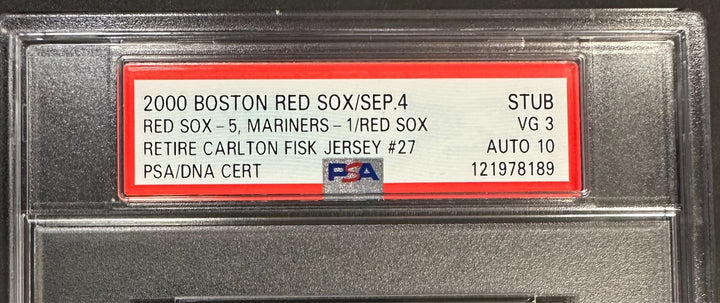 2000 BOSTON RED SOX/SEP.4 STUB
RED SOX - 5, MARINERS - 1/RED SOX VG 3
RETIRE CARLTON FISK JERSEY #27 AUTO 10
PSA/DNA CERT PSA 121978189